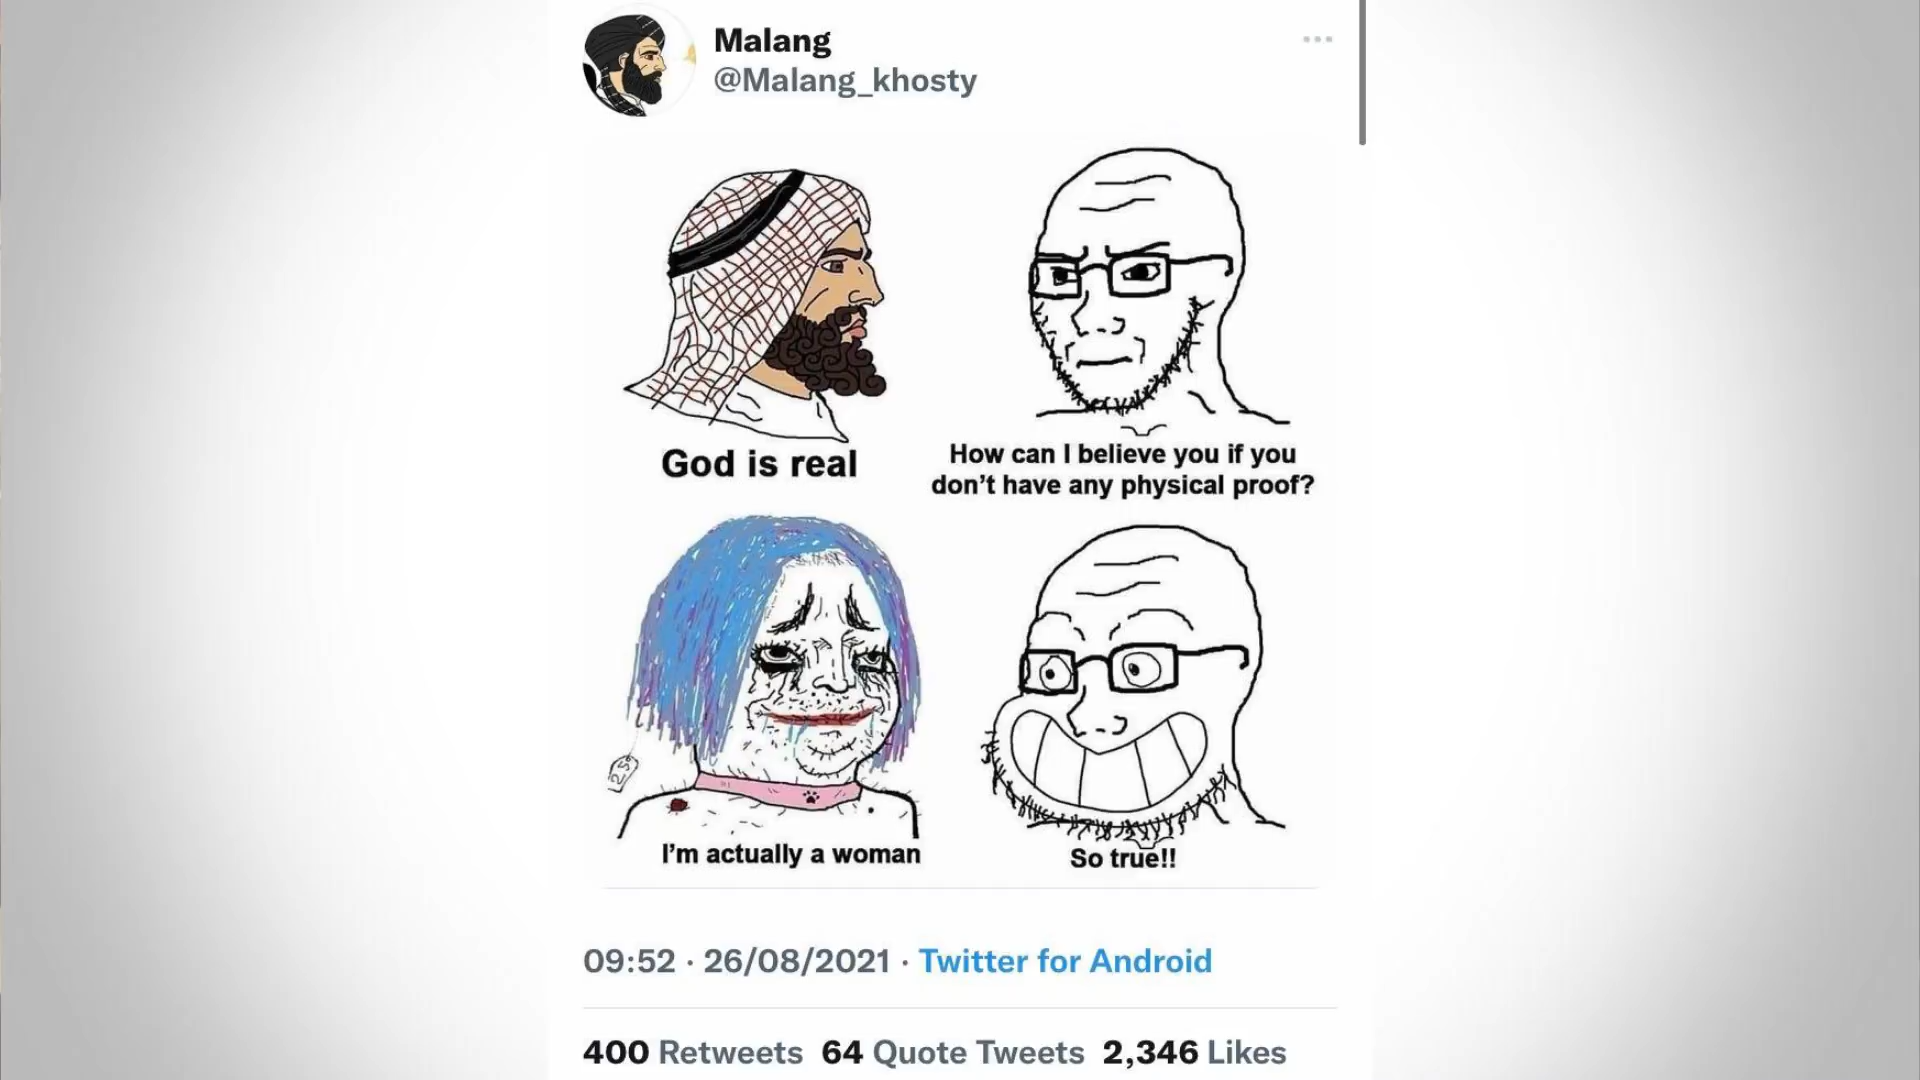 Malang
@Malang_khosty
God is real
How can I believe you if you
don't have any physical proof?
I'm actually a woman
So true!!
09:52 · 26/08/2021 · Twitter for Android
400 Retweets 64 Quote Tweets 2,346 Likes